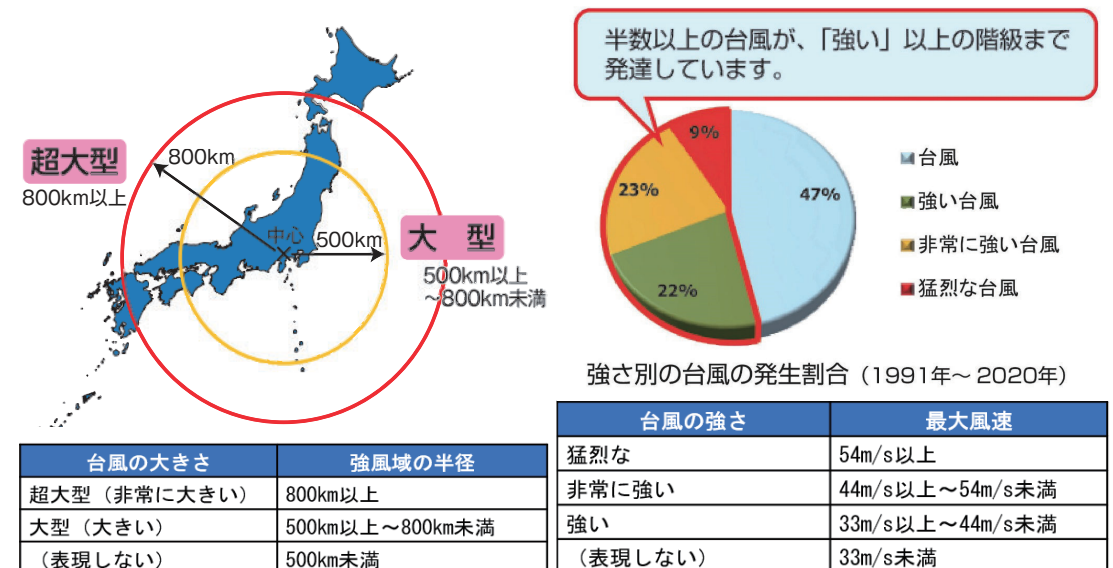 超大型
800km以上
800km
中心
500km
大　型
500km以上
～800km未満
台風の大きさ　強風域の半径
超大型（非常に大きい）　800km以上
大型（大きい）　500km以上～800km未満
（表現しない）　500km未満
半数以上の台風が、「強い」以上の階級まで
発達しています。
9%
23%
47%
22%
台風
強い台風
非常に強い台風
猛烈な台風
強さ別の台風の発生割合（1991年～2020年）
台風の強さ　最大風速
猛烈な　54m/s以上
非常に強い　44m/s以上～54m/s未満
強い　33m/s以上～44m/s未満
（表現しない）　33m/s未満